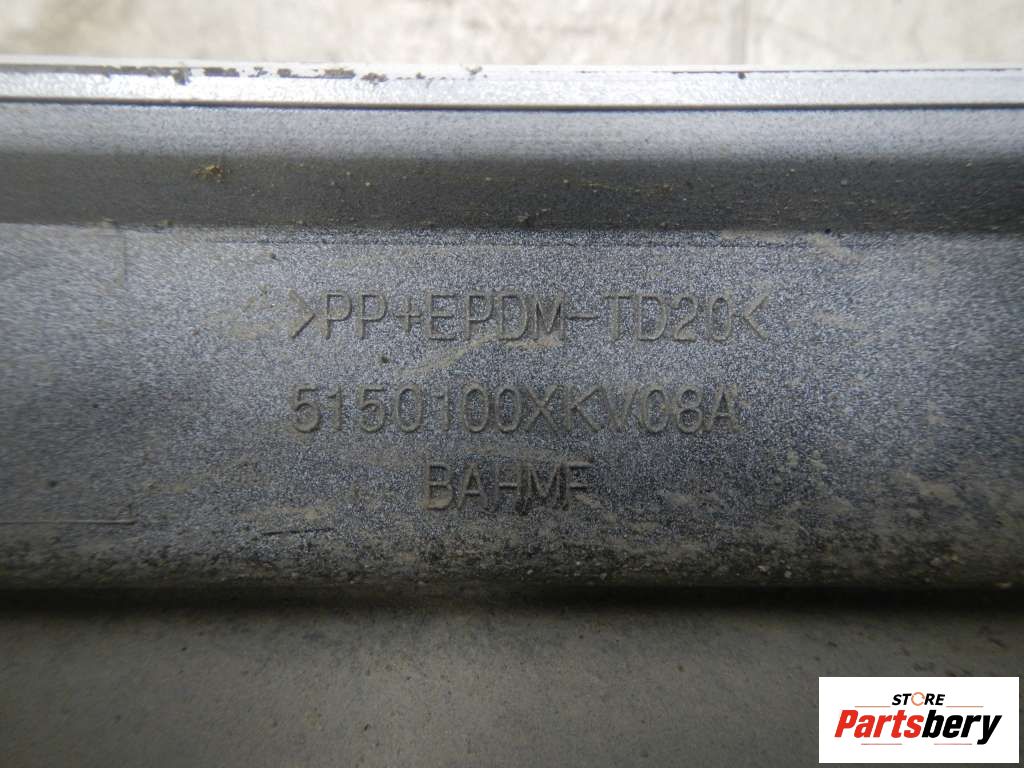 >PP+EPDM-TD20<
5150100XKV08A
BAHMF
STORE
Partsbery